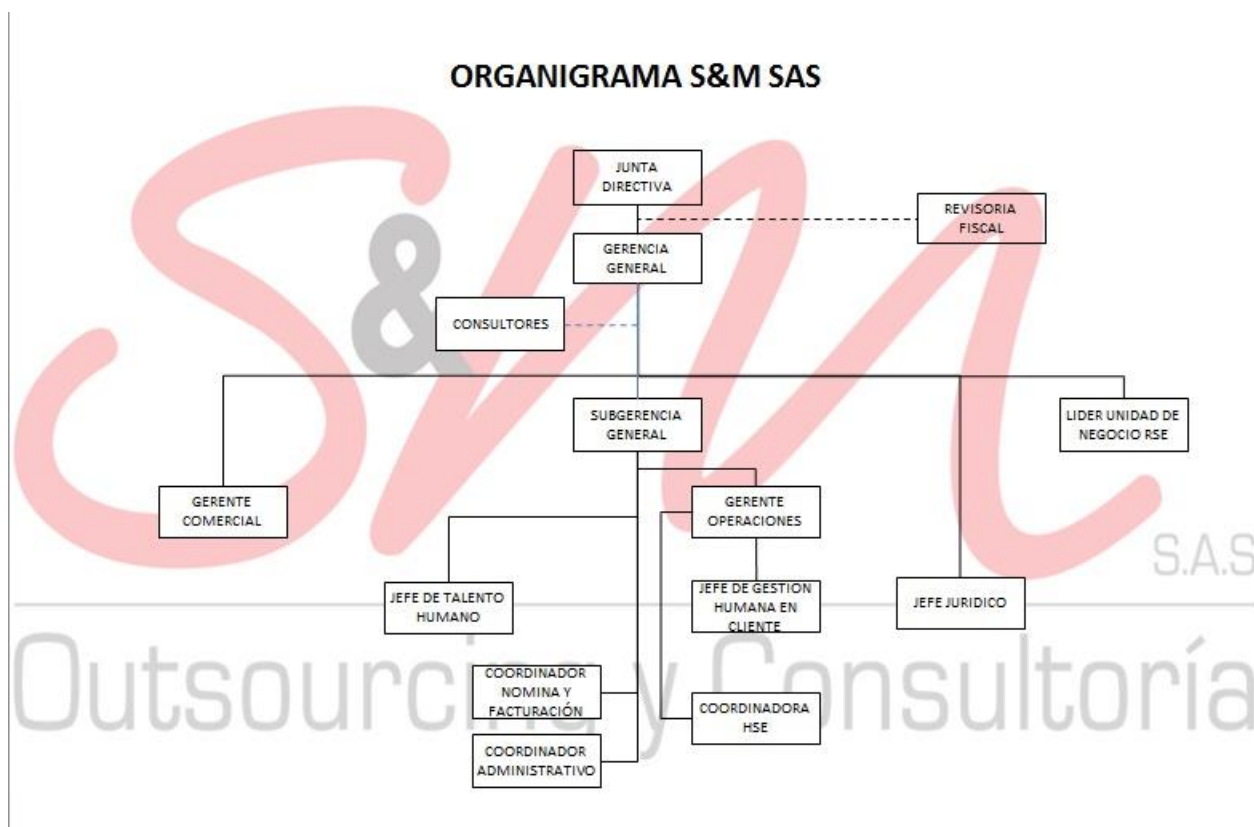 ORGANIGRAMA S&M SAS
JUNTA
DIRECTIVA
REVISORIA
FISCAL
GERENCIA
GENERAL
CONSULTORES
SUBGERENCIA
GENERAL
LIDER UNIDAD DE
NEGOCIO RSE
GERENTE
COMERCIAL
GERENTE
OPERACIONES
JEFE DE TALENTO
HUMANO
JEFE DE GESTION
HUMANA EN
CLIENTE
JEFE JURIDICO
COORDINADOR
NOMINA Y
FACTURACIÓN
COORDINADORA
HSE
COORDINADOR
ADMINISTRATIVO
S&M
S.A.S
Outsourcing y Consultoría